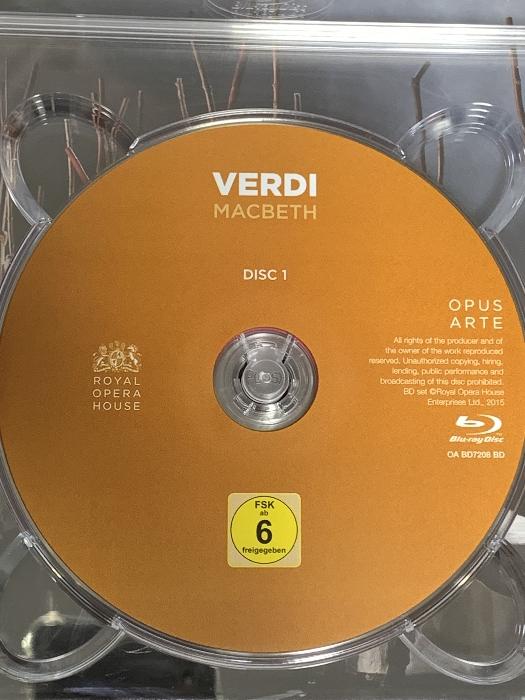 VERDI
MACBETH
DISC 1
OPUS
ARTE
All rights of the producer and of
the owner of the work reproduced
reserved. Unauthorized copying, hiring,
lending, public performance and
broadcasting of this disc prohibited.
BD set ©Royal Opera House
Enterprises Ltd., 2015
ROYAL
OPERA
HOUSE
Blu-ray Disc
TM
OA BD7208 BD
FSK
ab
6
freigegeben